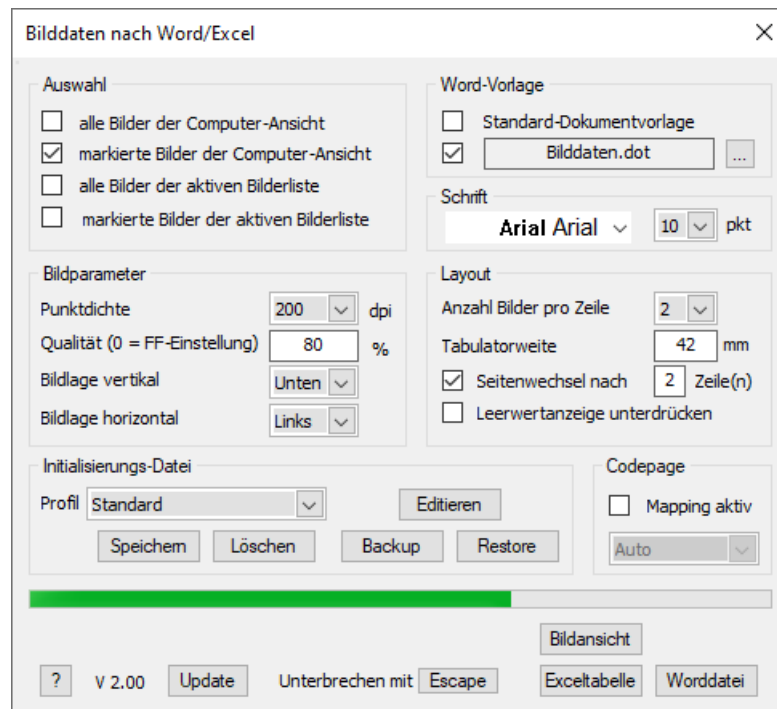 Bilddaten nach Word/Excel
Auswahl
alle Bilder der Computer-Ansicht
markierte Bilder der Computer-Ansicht
alle Bilder der aktiven Bilderliste
markierte Bilder der aktiven Bilderliste
Word-Vorlage
Standard-Dokumentvorlage
Bilddaten.dot ...
Schrift
Arial Arial 10 pkt
Bildparameter
Punktdichte 200 dpi
Qualität (0 = FF-Einstellung) 80 %
Bildlage vertikal Unten
Bildlage horizontal Links
Layout
Anzahl Bilder pro Zeile 2
Tabulatorweite 42 mm
Seitenwechsel nach 2 Zeile(n)
Leerwertanzeige unterdrücken
Initialisierungs-Datei
Profil Standard Editieren
Speichern Löschen Backup Restore
Codepage
Mapping aktiv
Auto
Bildansicht
? V 2.00 Update Unterbrechen mit Escape Exceltabelle Worddatei